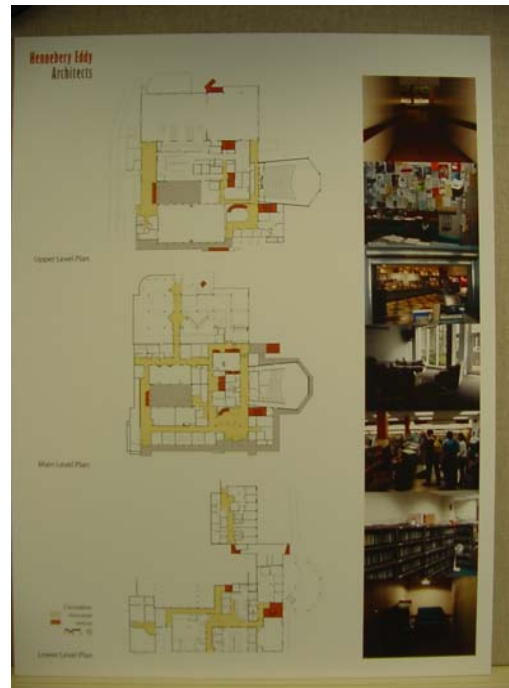 Hennebery Eddy
Architects
Upper Level Plan
Main Level Plan
Circulation
Lower Level Plan